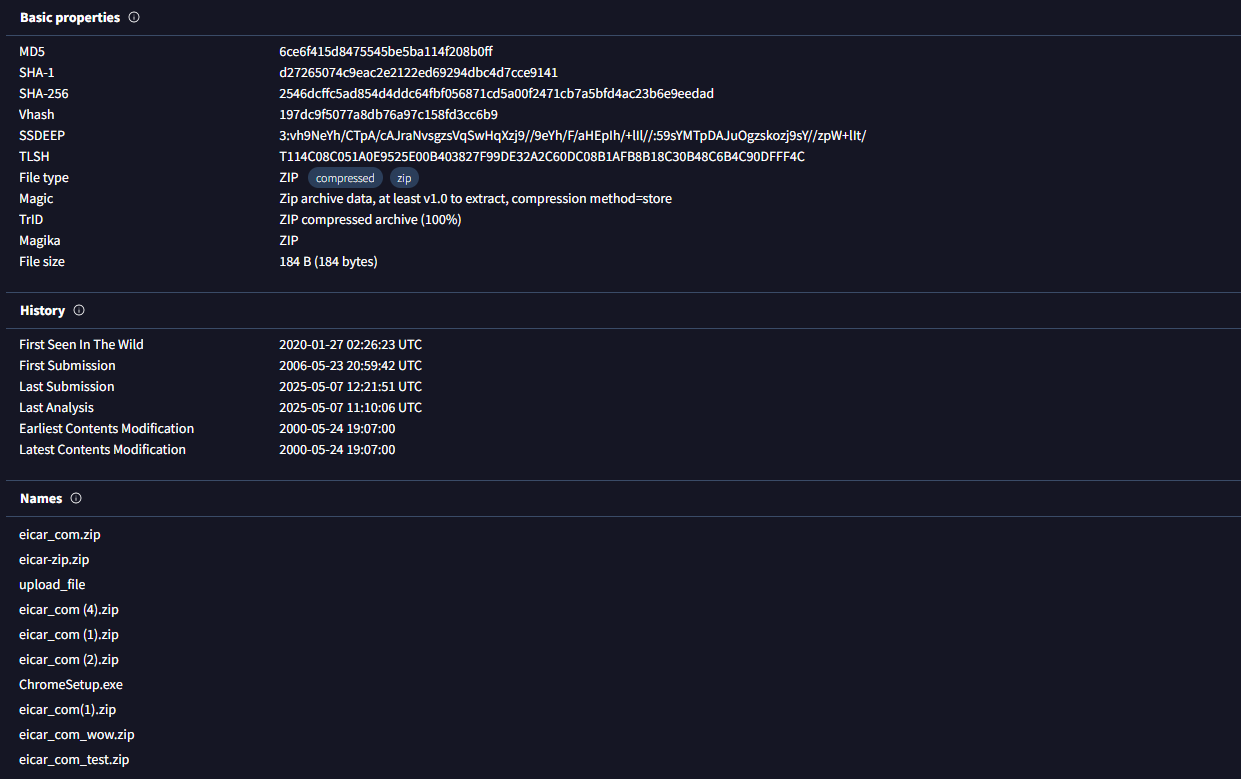 Basic properties
MD5 6ce6f415d8475545be5ba114f208b0ff
SHA-1 d27265074c9eac2e2122ed69294dbc4d7cce9141
SHA-256 2546dcffc5ad854d4ddc64fbf056871cd5a00f2471cb7a5bfd4ac23b6e9eedad
Vhash 197dc9f5077a8db76a97c158fd3cc6b9
SSDEEP 3:vh9NeYh/CTpA/cAJraNvsgzsVqSwHqXzj9//9eYh/F/aHEpIh/+lIl//:59sYMTpDAJuOgzskozj9sY//zpW+lIt/
TLSH T114C08C051A0E9525E00B403827F99DE32A2C60DC08B1AFB8B18C30B48C6B4C90DFFF4C
File type ZIP compressed zip
Magic Zip archive data, at least v1.0 to extract, compression method=store
TrID ZIP compressed archive (100%)
Magika ZIP
File size 184 B (184 bytes)
History
First Seen In The Wild 2020-01-27 02:26:23 UTC
First Submission 2006-05-23 20:59:42 UTC
Last Submission 2025-05-07 12:21:51 UTC
Last Analysis 2025-05-07 11:10:06 UTC
Earliest Contents Modification 2000-05-24 19:07:00
Latest Contents Modification 2000-05-24 19:07:00
Names
eicar_com.zip
eicar-zip.zip
upload_file
eicar_com (4).zip
eicar_com (1).zip
eicar_com (2).zip
ChromeSetup.exe
eicar_com(1).zip
eicar_com_wow.zip
eicar_com_test.zip